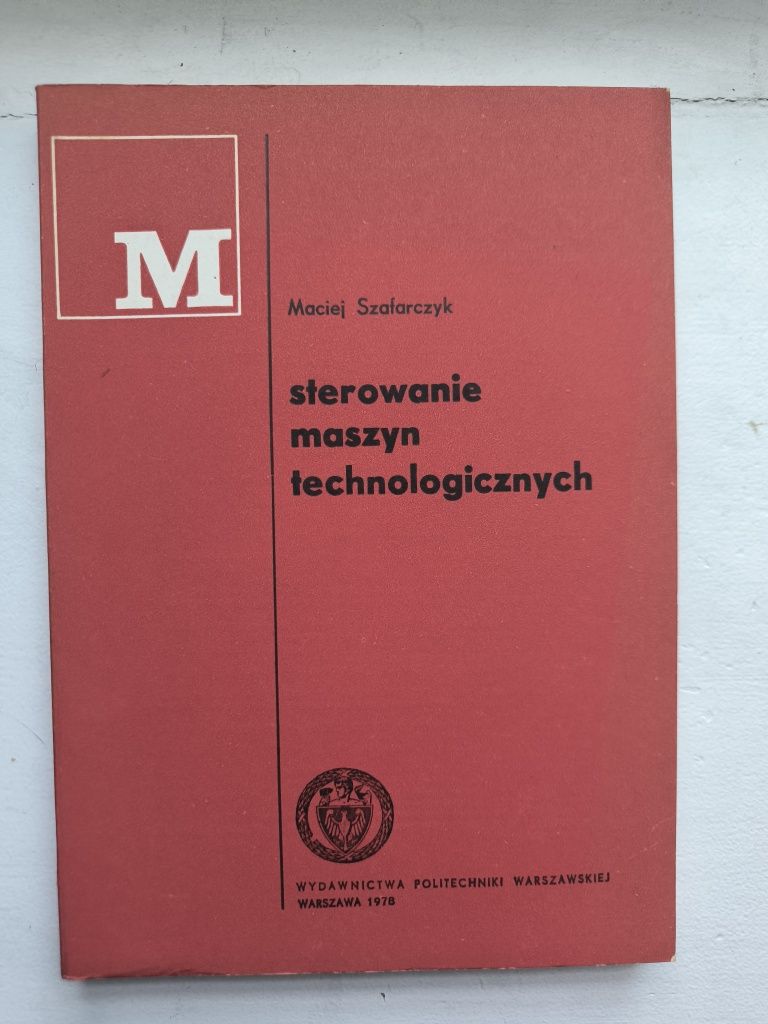 M
Maciej Szafarczyk
sterowanie
maszyn
technologicznych
WYDAWNICTWA POLITECHNIKI WARSZAWSKIEJ
WARSZAWA 1978